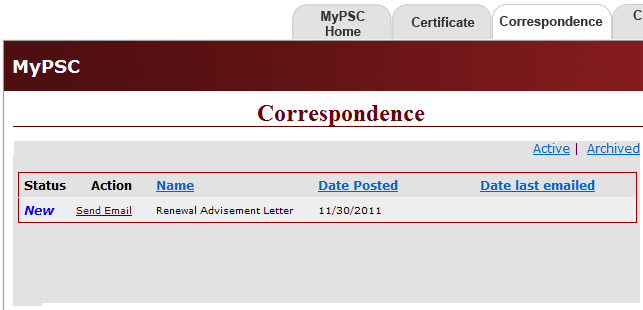 MyPSC Home
Certificate
Correspondence
C
MyPSC
Correspondence
Active | Archived
Status Action Name Date Posted Date last emailed
New Send Email Renewal Advisement Letter 11/30/2011